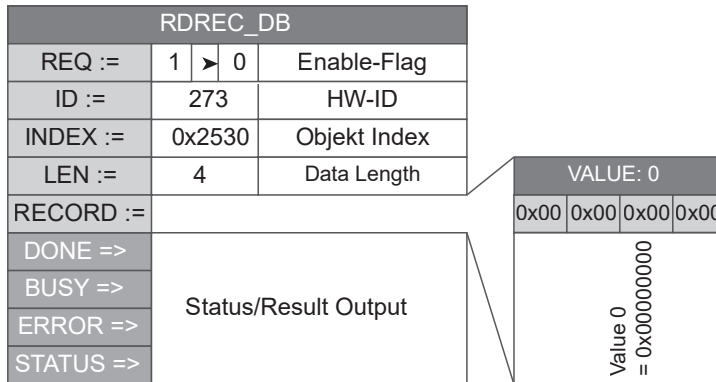 RDREC_DB
REQ := 1 ➤ 0 Enable-Flag
ID := 273 HW-ID
INDEX := 0x2530 Objekt Index
LEN := 4 Data Length
RECORD :=
DONE =>
BUSY =>
ERROR =>
STATUS =>
Status/Result Output
VALUE: 0
0x00 0x00 0x00 0x00
Value 0
= 0x00000000